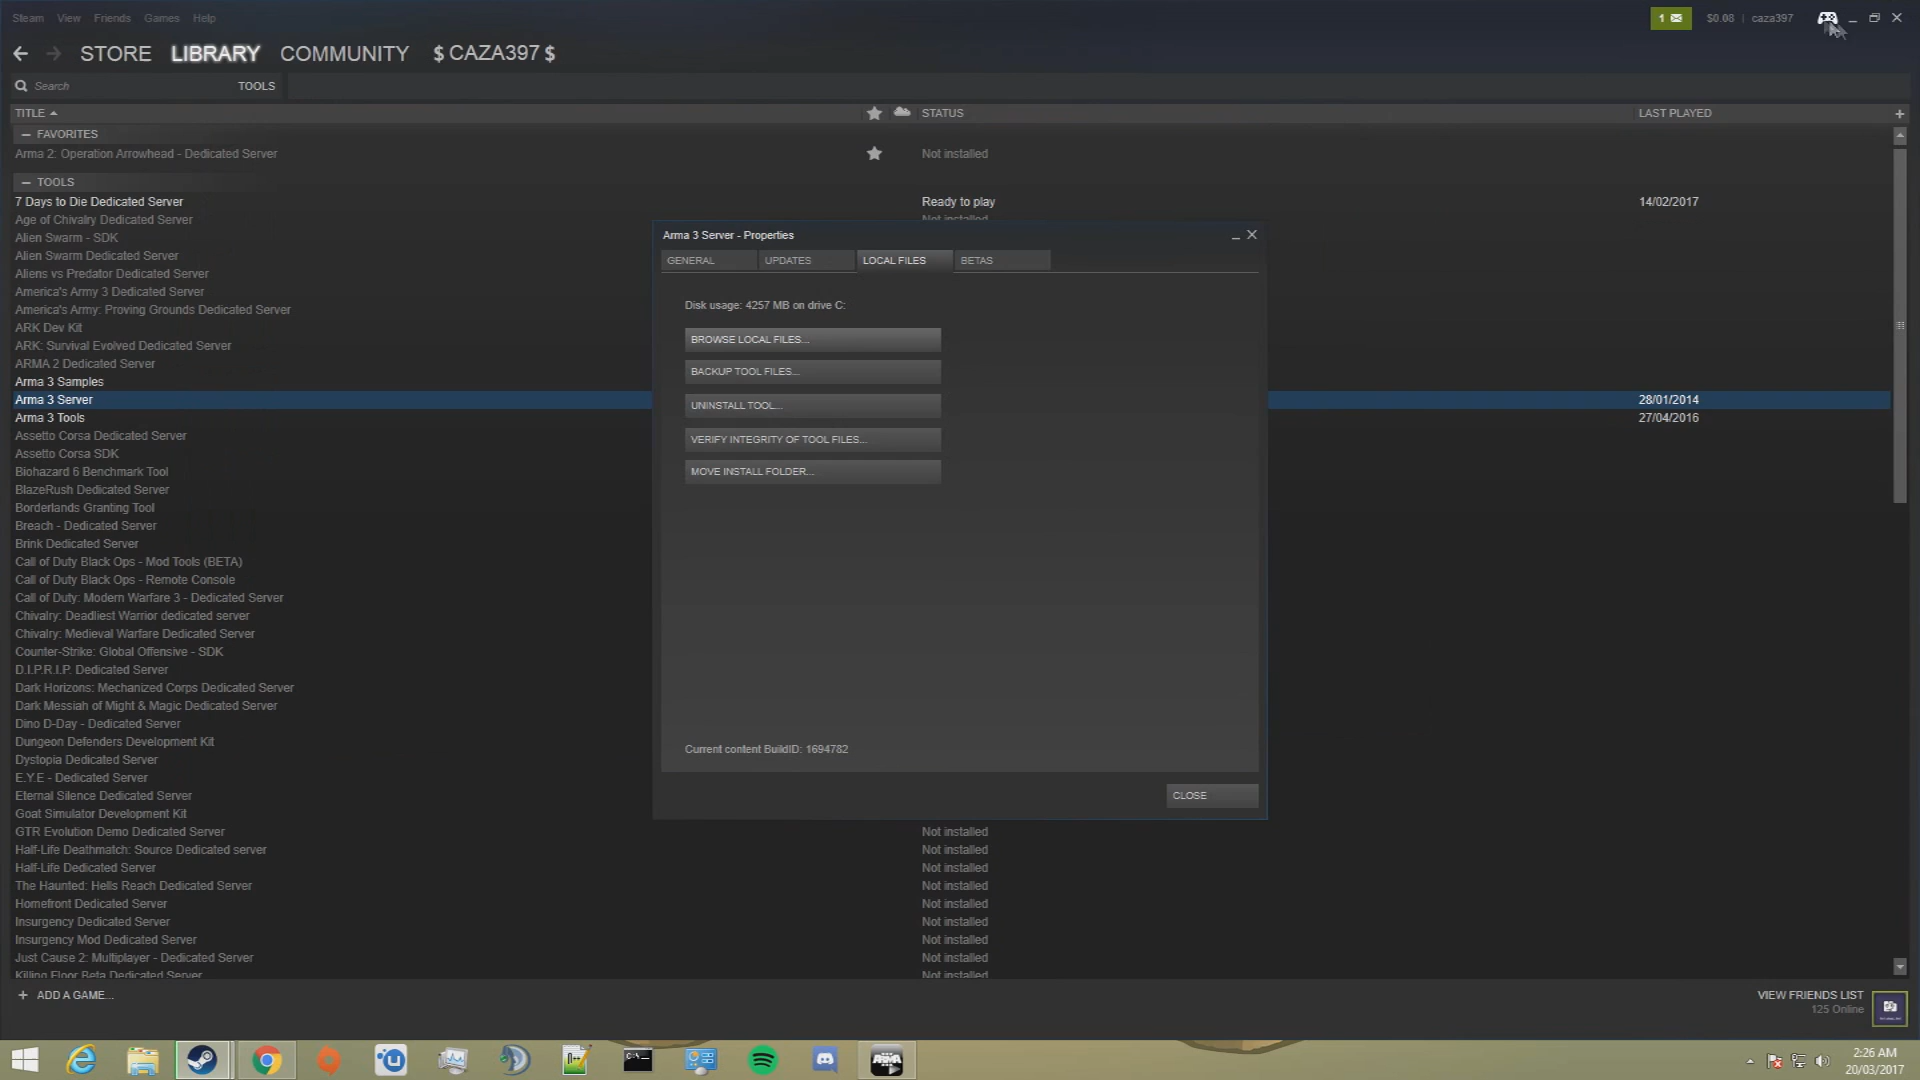 Steam View Friends Games Help
1 $0.08 | caza397
STORE LIBRARY COMMUNITY $ CAZA397 $
Search TOOLS
TITLE STATUS LAST PLAYED +
— FAVORITES
Arma 2: Operation Arrowhead - Dedicated Server Not installed
— TOOLS
7 Days to Die Dedicated Server Ready to play 14/02/2017
Age of Chivalry Dedicated Server Not installed
Alien Swarm - SDK
Alien Swarm Dedicated Server
Aliens vs Predator Dedicated Server
America's Army 3 Dedicated Server
America's Army: Proving Grounds Dedicated Server
ARK Dev Kit
ARK: Survival Evolved Dedicated Server
ARMA 2 Dedicated Server
Arma 3 Samples
Arma 3 Server 28/01/2014
Arma 3 Tools 27/04/2016
Assetto Corsa Dedicated Server
Assetto Corsa SDK
Biohazard 6 Benchmark Tool
BlazeRush Dedicated Server
Borderlands Granting Tool
Breach - Dedicated Server
Brink Dedicated Server
Call of Duty Black Ops - Mod Tools (BETA)
Call of Duty Black Ops - Remote Console
Call of Duty: Modern Warfare 3 - Dedicated Server
Chivalry: Deadliest Warrior dedicated server
Chivalry: Medieval Warfare Dedicated Server
Counter-Strike: Global Offensive - SDK
D.I.P.R.I.P. Dedicated Server
Dark Horizons: Mechanized Corps Dedicated Server
Dark Messiah of Might & Magic Dedicated Server
Dino D-Day - Dedicated Server
Dungeon Defenders Development Kit
Dystopia Dedicated Server
E.Y.E - Dedicated Server
Eternal Silence Dedicated Server
Goat Simulator Development Kit
GTR Evolution Demo Dedicated Server Not installed
Half-Life Deathmatch: Source Dedicated server Not installed
Half-Life Dedicated Server Not installed
The Haunted: Hells Reach Dedicated Server Not installed
Homefront Dedicated Server Not installed
Insurgency Dedicated Server Not installed
Insurgency Mod Dedicated Server Not installed
Just Cause 2: Multiplayer - Dedicated Server Not installed
Killing Floor Beta Dedicated Server Not installed
Arma 3 Server - Properties
GENERAL UPDATES LOCAL FILES BETAS
Disk usage: 4257 MB on drive C:
BROWSE LOCAL FILES...
BACKUP TOOL FILES...
UNINSTALL TOOL...
VERIFY INTEGRITY OF TOOL FILES...
MOVE INSTALL FOLDER...
Current content BuildID: 1694782
CLOSE
+ ADD A GAME...
VIEW FRIENDS LIST
125 Online
ARMA
2:26 AM
20/03/2017